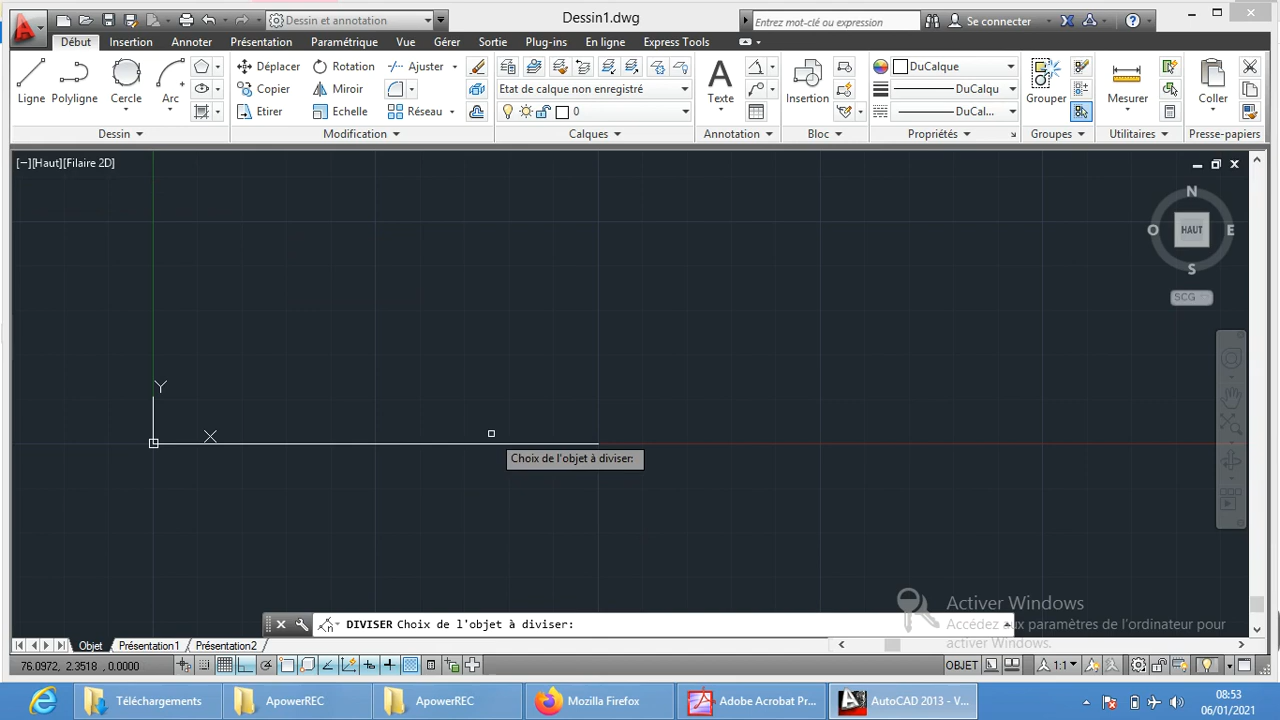 Dessin et annotation
Dessin1.dwg
Entrez mot-clé ou expression
Se connecter
Début Insertion Annoter Présentation Paramétrique Vue Gérer Sortie Plug-ins En ligne Express Tools
Ligne
Polyligne
Cercle
Arc
Déplacer
Rotation
Ajuster
Copier
Miroir
Etirer
Echelle
Réseau
Etat de calque non enregistré
0
Texte
Insertion
DuCalque
DuCalqu
DuCal...
Grouper
Mesurer
Coller
Dessin
Modification
Calques
Annotation
Bloc
Propriétés
Groupes
Utilitaires
Presse-papiers
[−][Haut][Filaire 2D]
N
O
HAUT
E
S
SCG
Y
X
Choix de l'objet à diviser:
Activer Windows
Accédez aux paramètres de l'ordinateur pour
activer Windows.
DIVISER Choix de l'objet à diviser:
Objet Présentation1 Présentation2
76.0972, 2.3518, 0.0000
OBJET
1:1
Téléchargements
ApowerREC
ApowerREC
Mozilla Firefox
Adobe Acrobat Pr...
AutoCAD 2013 - V...
08:53
06/01/2021